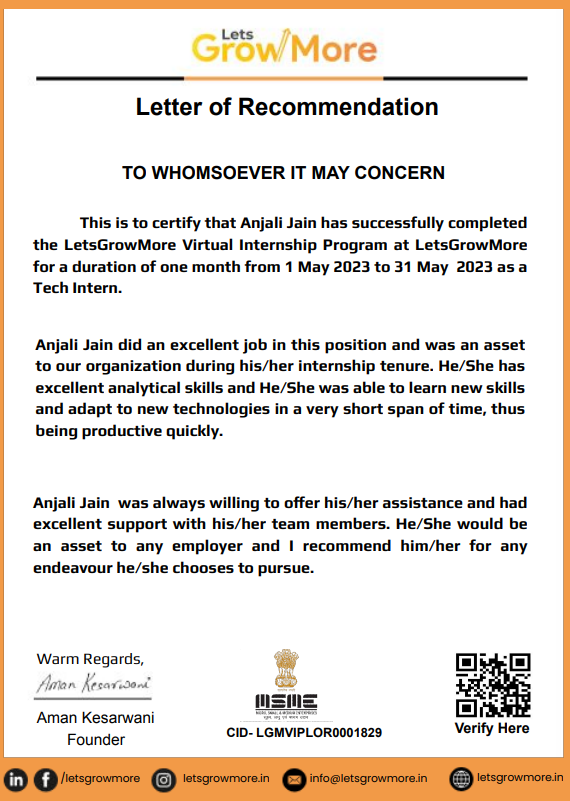 Lets
GrowMore
Letter of Recommendation
TO WHOMSOEVER IT MAY CONCERN
This is to certify that Anjali Jain has successfully completed
the LetsGrowMore Virtual Internship Program at LetsGrowMore
for a duration of one month from 1 May 2023 to 31 May 2023 as a
Tech Intern.
Anjali Jain did an excellent job in this position and was an asset
to our organization during his/her internship tenure. He/She has
excellent analytical skills and He/She was able to learn new skills
and adapt to new technologies in a very short span of time, thus
being productive quickly.
Anjali Jain was always willing to offer his/her assistance and had
excellent support with his/her team members. He/She would be
an asset to any employer and I recommend him/her for any
endeavour he/she chooses to pursue.
Warm Regards,
Aman Kesarwani
Aman Kesarwani
Founder
MSME
CID- LGMVIPLOR0001829
Verify Here
/letsgrowmore
letsgrowmore.in
info@letsgrowmore.in
letsgrowmore.in